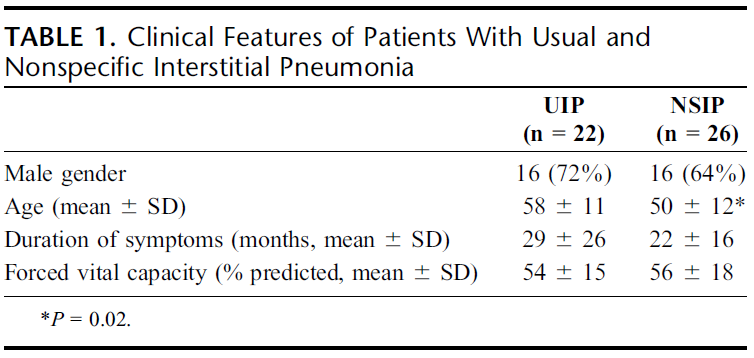 TABLE 1. Clinical Features of Patients With Usual and
Nonspecific Interstitial Pneumonia
UIP NSIP
(n = 22) (n = 26)
Male gender 16 (72%) 16 (64%)
Age (mean ± SD) 58 ± 11 50 ± 12*
Duration of symptoms (months, mean ± SD) 29 ± 26 22 ± 16
Forced vital capacity (% predicted, mean ± SD) 54 ± 15 56 ± 18
*P = 0.02.